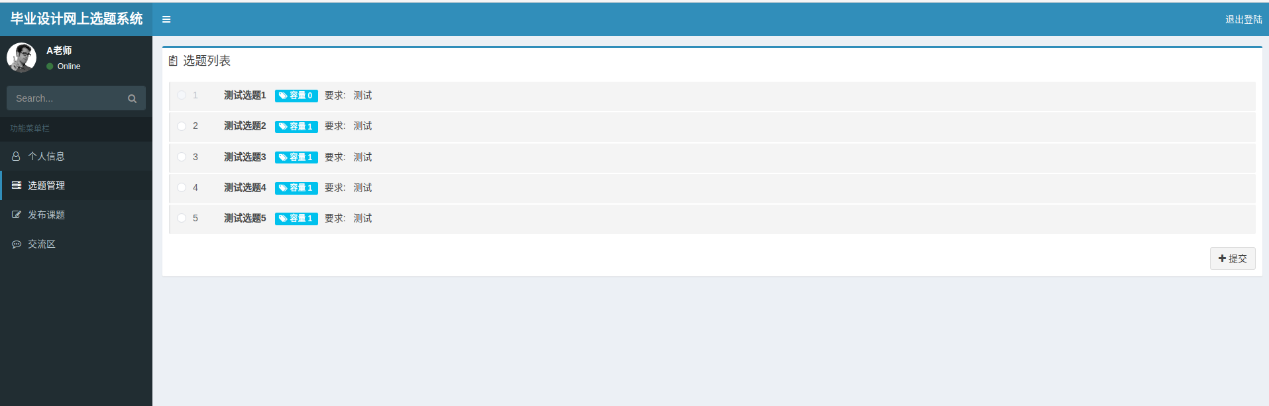 毕业设计网上选题系统
退出登陆
A老师
Online
Search...
功能菜单栏
个人信息
选题管理
发布课题
交流区
选题列表
1 测试选题1 容量 0 要求: 测试
2 测试选题2 容量 1 要求: 测试
3 测试选题3 容量 1 要求: 测试
4 测试选题4 容量 1 要求: 测试
5 测试选题5 容量 1 要求: 测试
提交